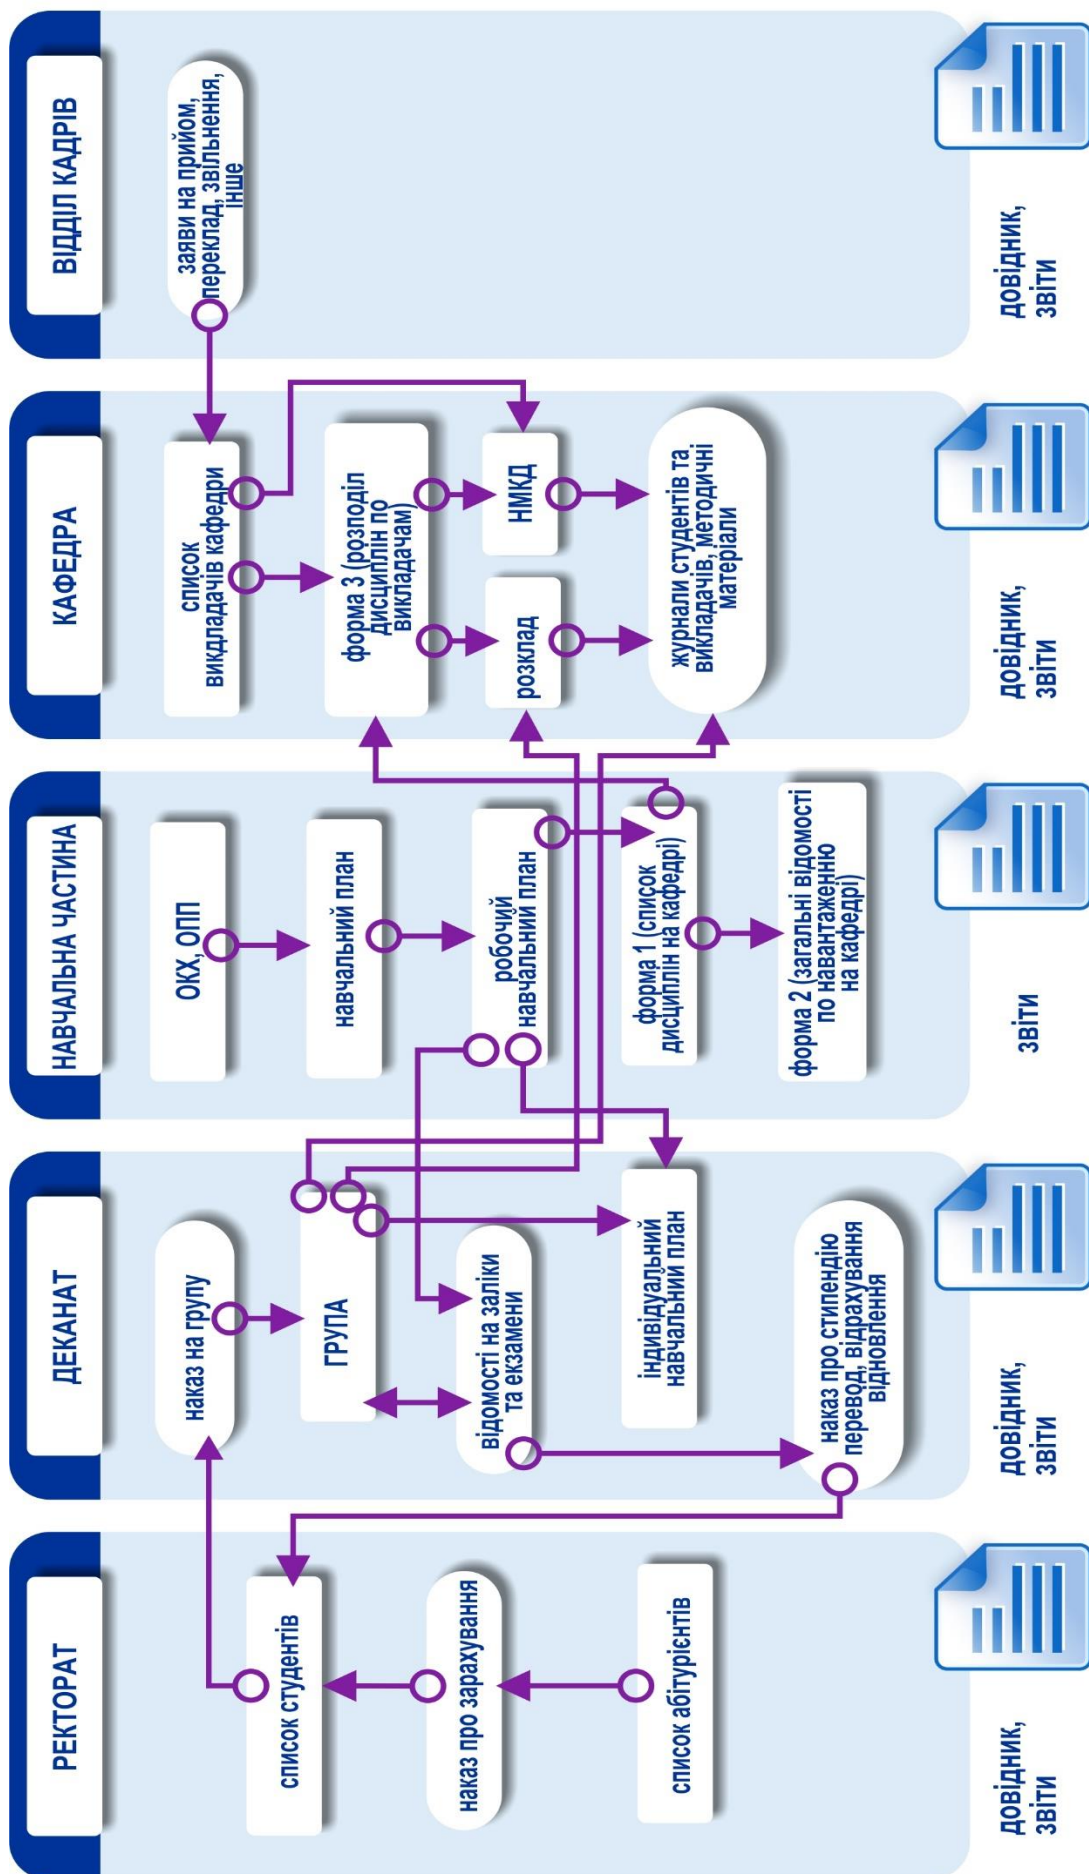 РЕКТОРАТ
список студентів
наказ про зарахування
список абітурієнтів
ДОВІДНИК,
ЗВІТИ
ДЕКАНАТ
наказ на групу
ГРУПА
відомості на заліки
та екзамени
індивідуальний
навчальний план
наказ про стипендію
перевод, відрахування
відновлення
ДОВІДНИК,
ЗВІТИ
НАВЧАЛЬНА ЧАСТИНА
ОКХ, ОПП
навчальний план
робочий
навчальний план
форма 1 (список
дисциплін на кафедрі)
форма 2 (загальні відомості
по навантаженню
на кафедрі)
ЗВІТИ
КАФЕДРА
список
викдладачів кафедри
форма 3 (розподіл
дисциплін по
викладачам)
розклад
НМКД
журнали студентів та
викладачів, методичні
матеріали
ДОВІДНИК,
ЗВІТИ
ВІДДІЛ КАДРІВ
заяви на прийом,
переклад, звільнення,
інше
ДОВІДНИК,
ЗВІТИ